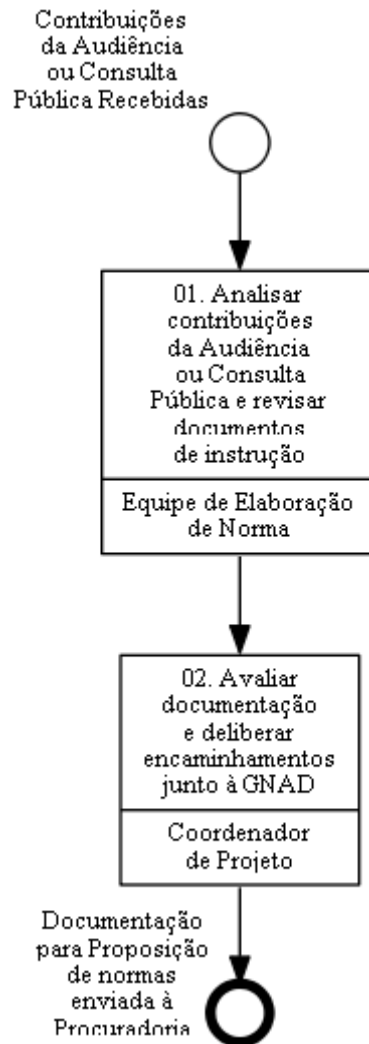 Contribuições
da Audiência
ou Consulta
Pública Recebidas
01. Analisar
contribuições
da Audiência
ou Consulta
Pública e revisar
documentos
de instrução
Equipe de Elaboração
de Norma
02. Avaliar
documentação
e deliberar
encaminhamentos
junto à GNAD
Coordenador
de Projeto
Documentação
para Proposição
de normas
enviada à
Procuradoria